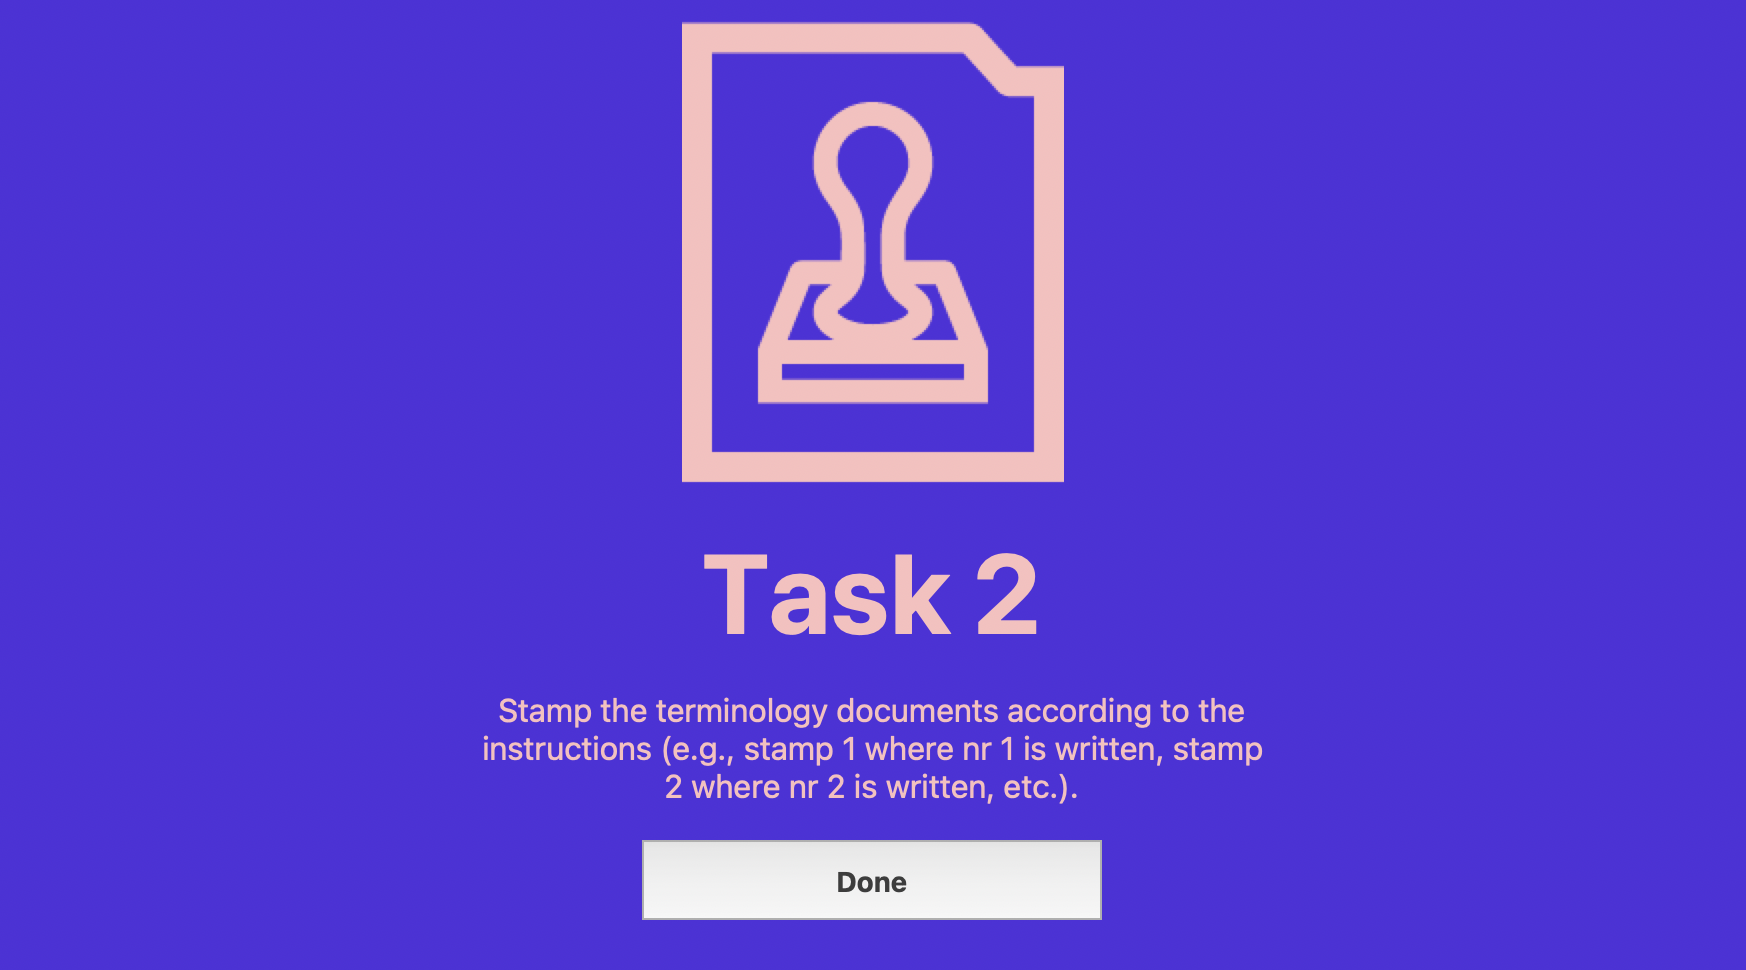 Task 2
Stamp the terminology documents according to the
instructions (e.g., stamp 1 where nr 1 is written, stamp
2 where nr 2 is written, etc.).
Done